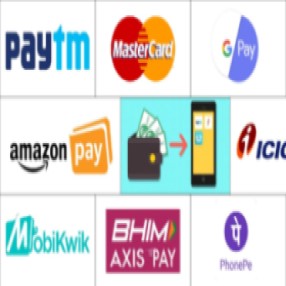 paytm
MasterCard
G Pay
amazon pay
ICIC
MobiKwik
BHIM
AXIS PAY
PhonePe